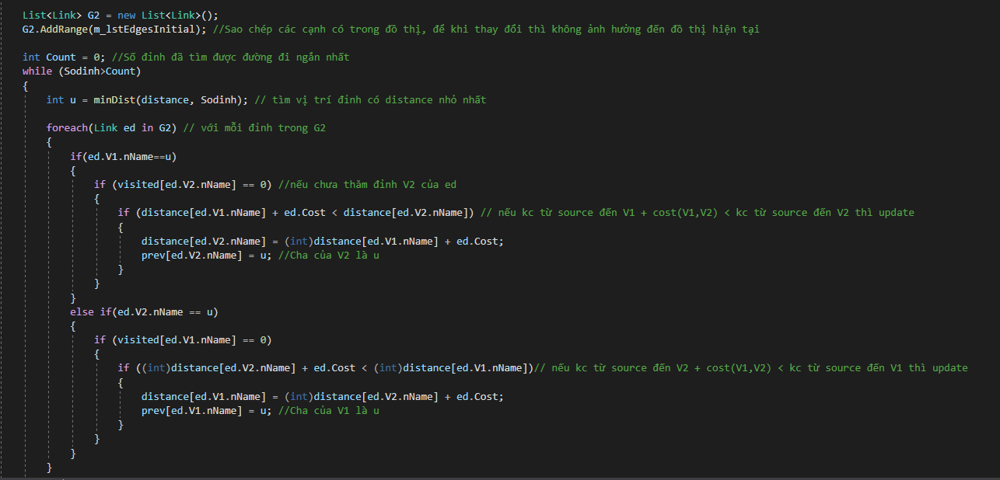 List<Link> G2 = new List<Link>();
G2.AddRange(m_lstEdgesInitial); //Sao chép các cạnh có trong đồ thị, để khi thay đổi thì không ảnh hưởng đến đồ thị hiện tại
int Count = 0; //Số đỉnh đã tìm được đường đi ngắn nhất
while (Sodinh>Count)
{
int u = minDist(distance, Sodinh); // tìm vị trí đỉnh có distance nhỏ nhất
foreach(Link ed in G2) // với mỗi đỉnh trong G2
{
if(ed.V1.nName==u)
{
if (visited[ed.V2.nName] == 0) //nếu chưa thăm đỉnh V2 của ed
{
if (distance[ed.V1.nName] + ed.Cost < distance[ed.V2.nName]) // nếu kc từ source đến V1 + cost(V1,V2) < kc từ source đến V2 thì update
{
distance[ed.V2.nName] = (int)distance[ed.V1.nName] + ed.Cost;
prev[ed.V2.nName] = u; //Cha của V2 là u
}
}
}
else if(ed.V2.nName == u)
{
if (visited[ed.V1.nName] == 0)
{
if ((int)distance[ed.V2.nName] + ed.Cost < (int)distance[ed.V1.nName])// nếu kc từ source đến V2 + cost(V1,V2) < kc từ source đến V1 thì update
{
distance[ed.V1.nName] = (int)distance[ed.V2.nName] + ed.Cost;
prev[ed.V1.nName] = u; //Cha của V1 là u
}
}
}
}